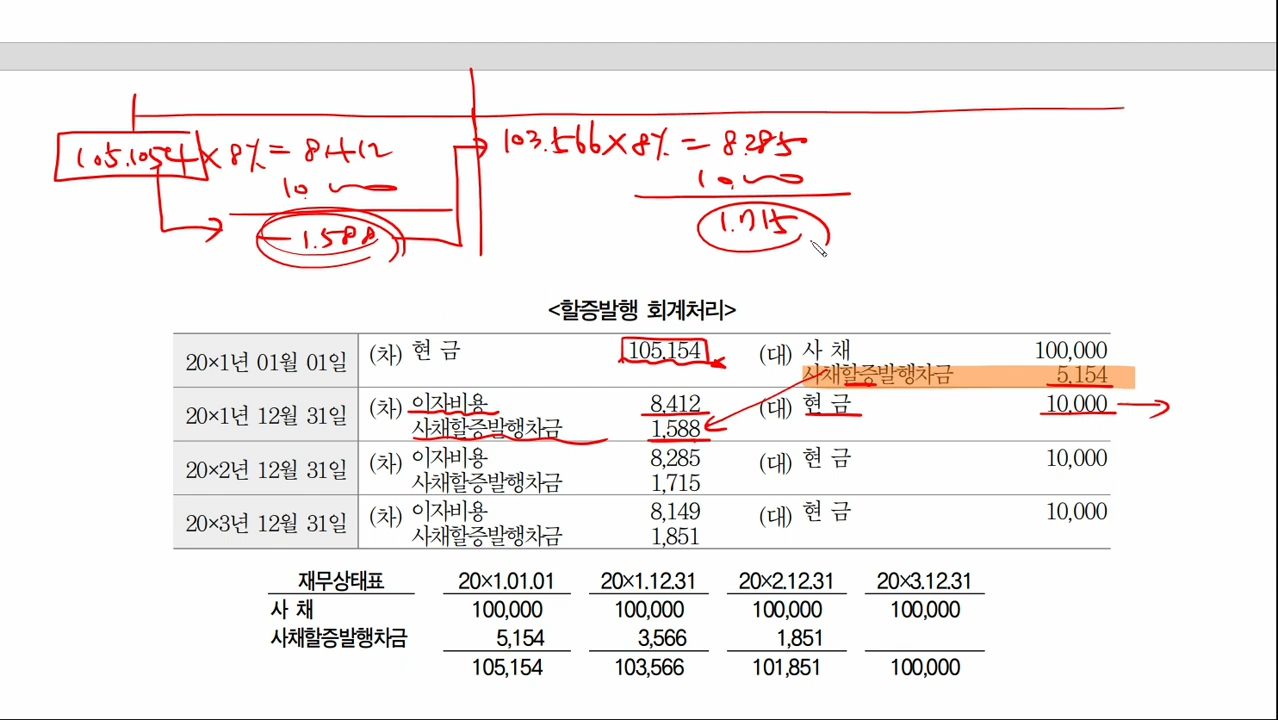 105.1054 × 8% = 8412
103.566 × 8% = 8.285
1.588
1.715
<할증발행 회계처리>
20×1년 01월 01일 (차) 현 금 105,154 (대) 사 채 100,000
사채할증발행차금 5,154
20×1년 12월 31일 (차) 이자비용 8,412 (대) 현 금 10,000
사채할증발행차금 1,588
20×2년 12월 31일 (차) 이자비용 8,285 (대) 현 금 10,000
사채할증발행차금 1,715
20×3년 12월 31일 (차) 이자비용 8,149 (대) 현 금 10,000
사채할증발행차금 1,851
재무상태표 20×1.01.01 20×1.12.31 20×2.12.31 20×3.12.31
사 채 100,000 100,000 100,000 100,000
사채할증발행차금 5,154 3,566 1,851
105,154 103,566 101,851 100,000